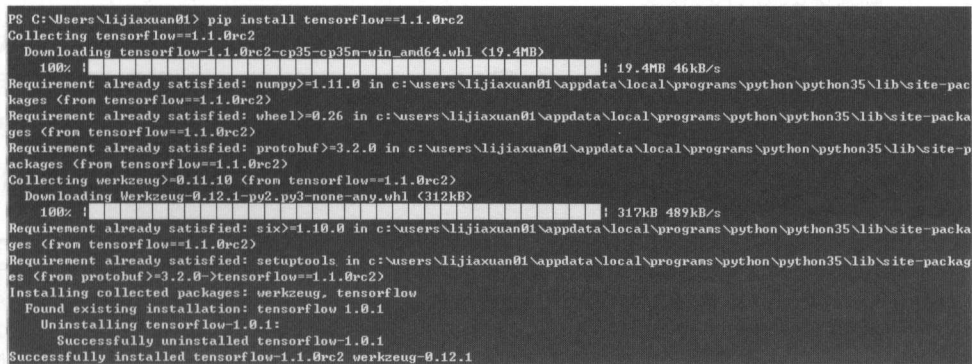 PS C:\Users\lijiaxuan01> pip install tensorflow==1.1.0rc2
Collecting tensorflow==1.1.0rc2
  Downloading tensorflow-1.1.0rc2-cp35-cp35m-win_amd64.whl (19.4MB)
    100% |████████████████████████████████| 19.4MB 46kB/s
Requirement already satisfied: numpy>=1.11.0 in c:\users\lijiaxuan01\appdata\local\programs\python\python35\lib\site-pac
kages (from tensorflow==1.1.0rc2)
Requirement already satisfied: wheel>=0.26 in c:\users\lijiaxuan01\appdata\local\programs\python\python35\lib\site-packa
ges (from tensorflow==1.1.0rc2)
Requirement already satisfied: protobuf>=3.2.0 in c:\users\lijiaxuan01\appdata\local\programs\python\python35\lib\site-p
ackages (from tensorflow==1.1.0rc2)
Collecting werkzeug>=0.11.10 (from tensorflow==1.1.0rc2)
  Downloading Werkzeug-0.12.1-py2.py3-none-any.whl (312kB)
    100% |████████████████████████████████| 317kB 489kB/s
Requirement already satisfied: six>=1.10.0 in c:\users\lijiaxuan01\appdata\local\programs\python\python35\lib\site-packa
ges (from tensorflow==1.1.0rc2)
Requirement already satisfied: setuptools in c:\users\lijiaxuan01\appdata\local\programs\python\python35\lib\site-packag
es (from protobuf>=3.2.0->tensorflow==1.1.0rc2)
Installing collected packages: werkzeug, tensorflow
  Found existing installation: tensorflow 1.0.1
    Uninstalling tensorflow-1.0.1:
      Successfully uninstalled tensorflow-1.0.1
Successfully installed tensorflow-1.1.0rc2 werkzeug-0.12.1